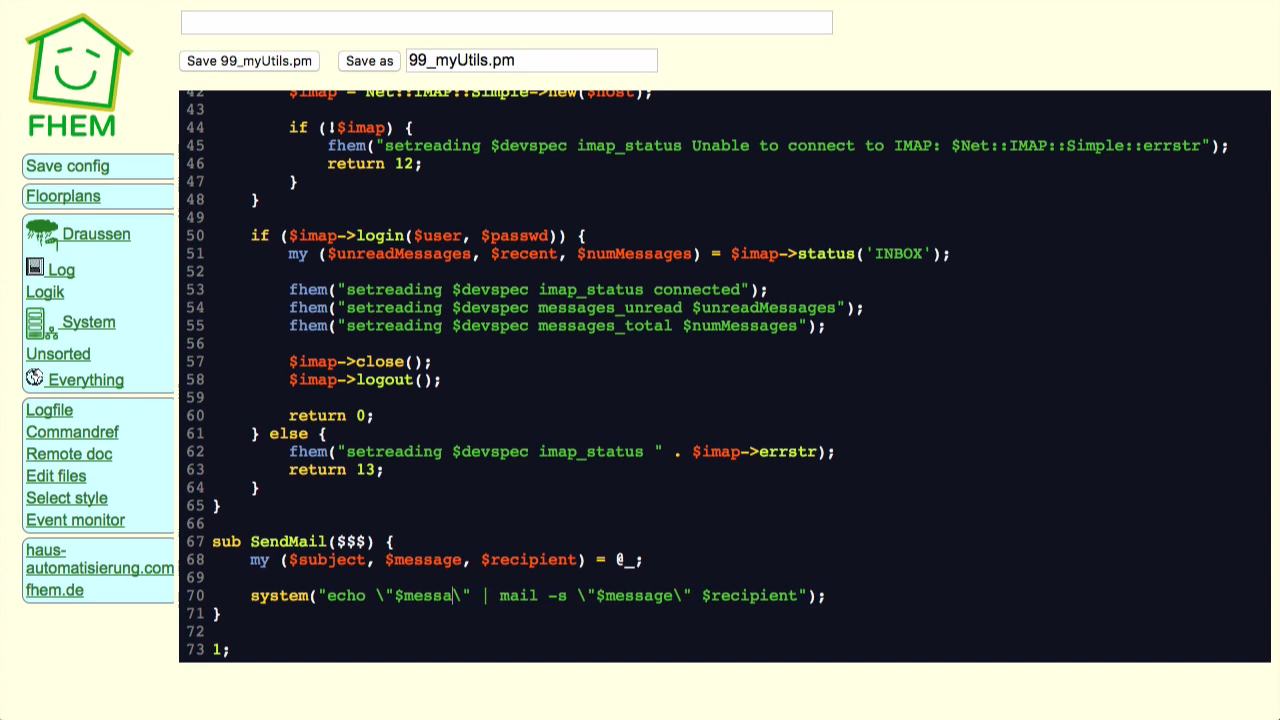 FHEM
Save config
Floorplans
Draussen
Log
Logik
System
Unsorted
Everything
Logfile
Commandref
Remote doc
Edit files
Select style
Event monitor
haus-
automatisierung.com
fhem.de
Save 99_myUtils.pm Save as 99_myUtils.pm
42 $imap = Net::IMAP::Simple->new($host);
43
44 if (!$imap) {
45 fhem("setreading $devspec imap_status Unable to connect to IMAP: $Net::IMAP::Simple::errstr");
46 return 12;
47 }
48 }
49
50 if ($imap->login($user, $passwd)) {
51 my ($unreadMessages, $recent, $numMessages) = $imap->status('INBOX');
52
53 fhem("setreading $devspec imap_status connected");
54 fhem("setreading $devspec messages_unread $unreadMessages");
55 fhem("setreading $devspec messages_total $numMessages");
56
57 $imap->close();
58 $imap->logout();
59
60 return 0;
61 } else {
62 fhem("setreading $devspec imap_status " . $imap->errstr);
63 return 13;
64 }
65 }
66
67 sub SendMail($$$) {
68 my ($subject, $message, $recipient) = @_;
69
70 system("echo \"$messa\" | mail -s \"$message\" $recipient");
71 }
72
73 1;